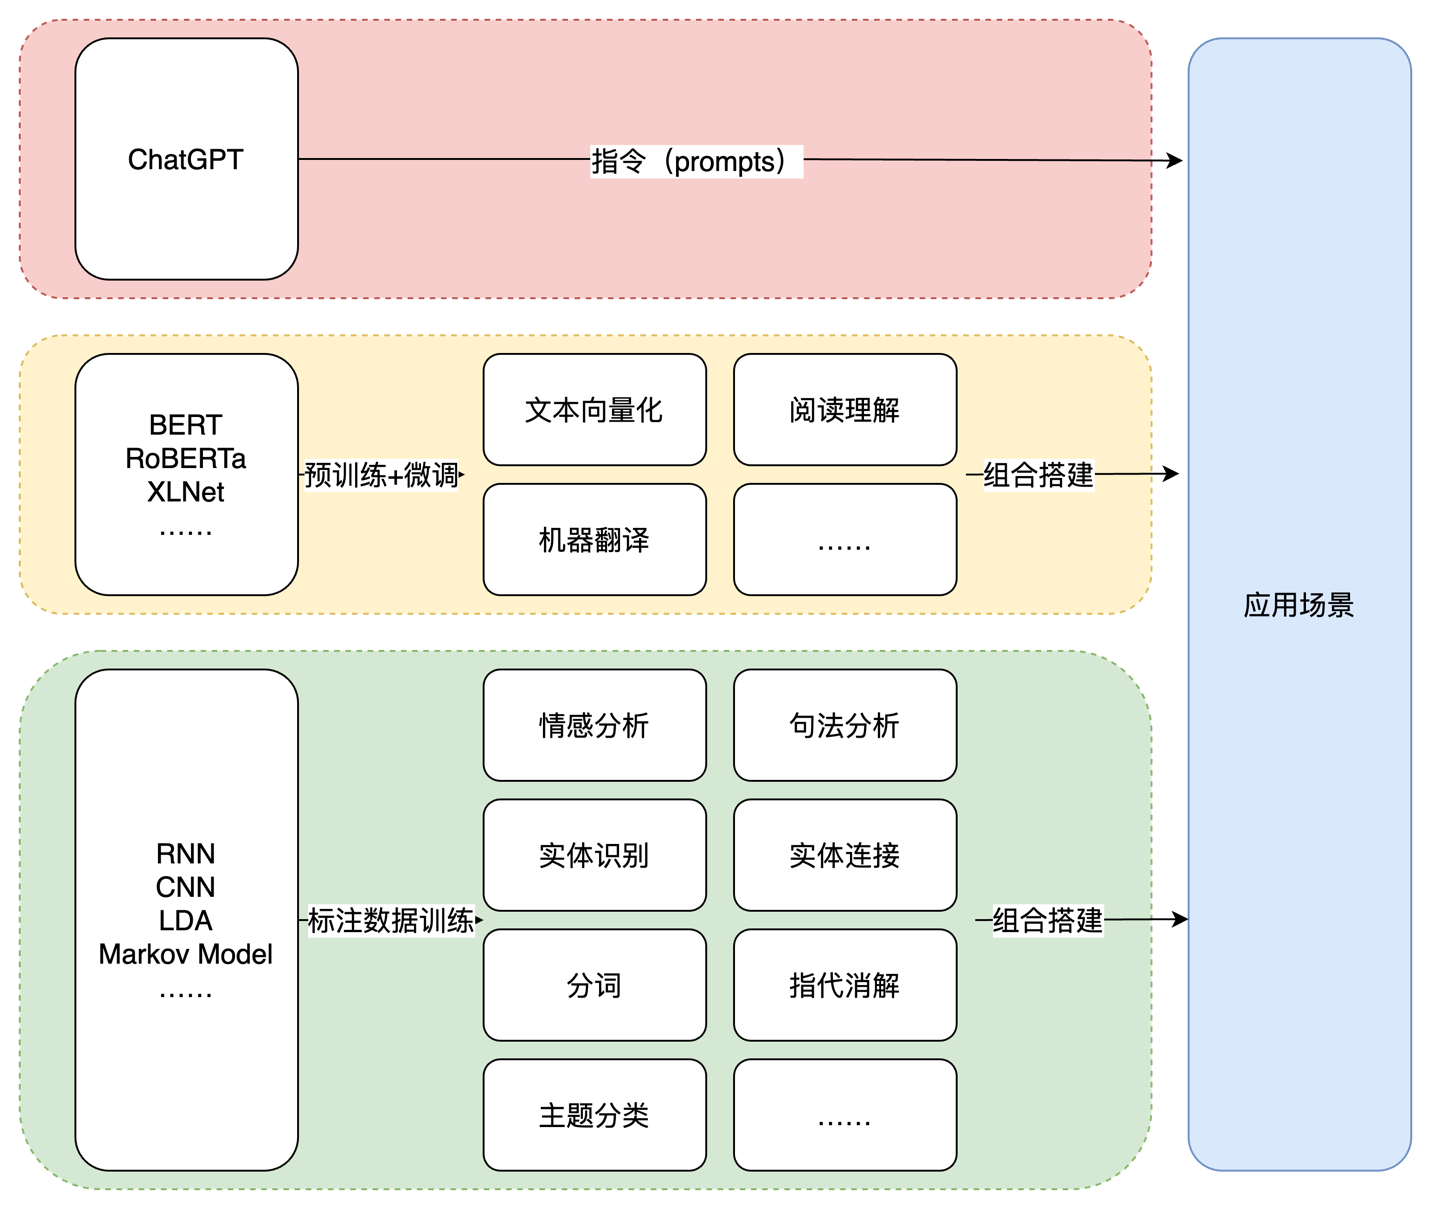 ChatGPT
指令（prompts）
BERT
RoBERTa
XLNet
……
预训练+微调
文本向量化
阅读理解
机器翻译
……
组合搭建
应用场景
RNN
CNN
LDA
Markov Model
……
标注数据训练
情感分析
句法分析
实体识别
实体连接
分词
指代消解
主题分类
……
组合搭建